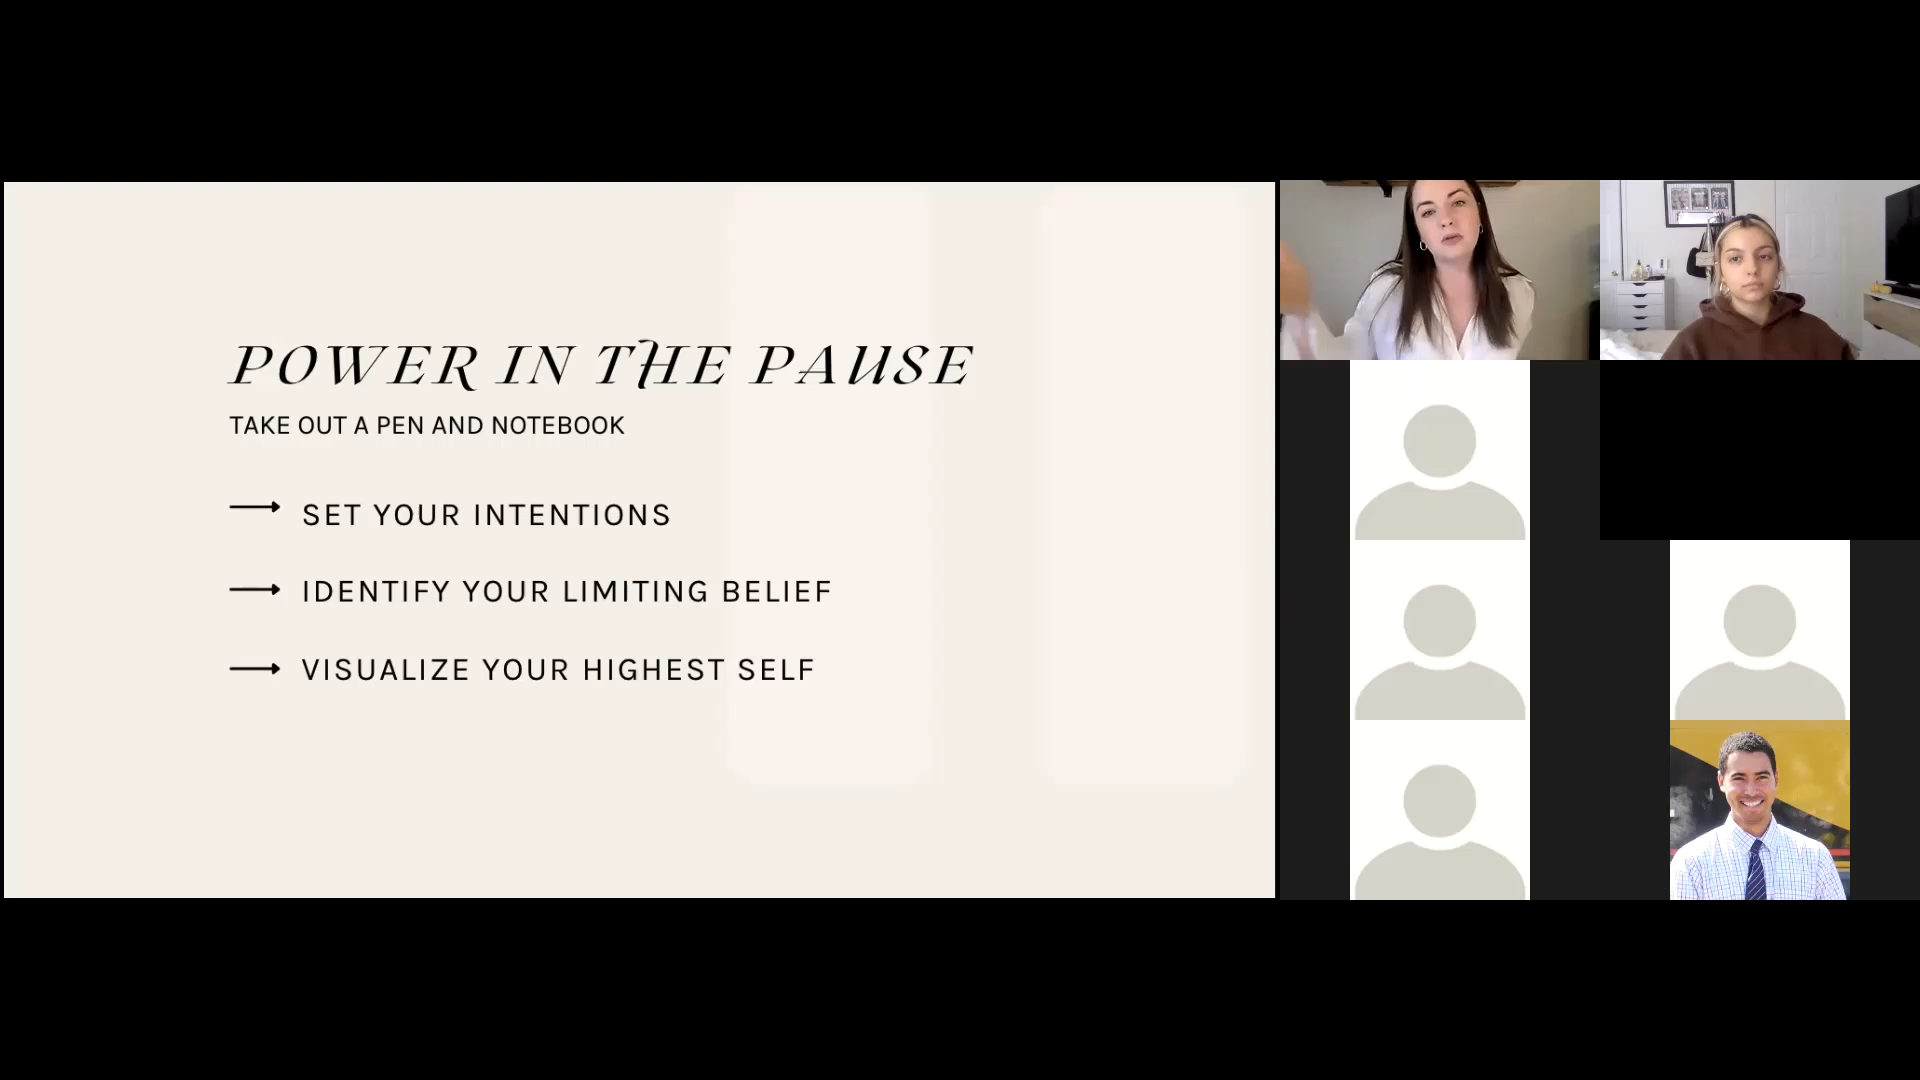 POWER IN THE PAUSE
TAKE OUT A PEN AND NOTEBOOK
SET YOUR INTENTIONS
IDENTIFY YOUR LIMITING BELIEF
VISUALIZE YOUR HIGHEST SELF